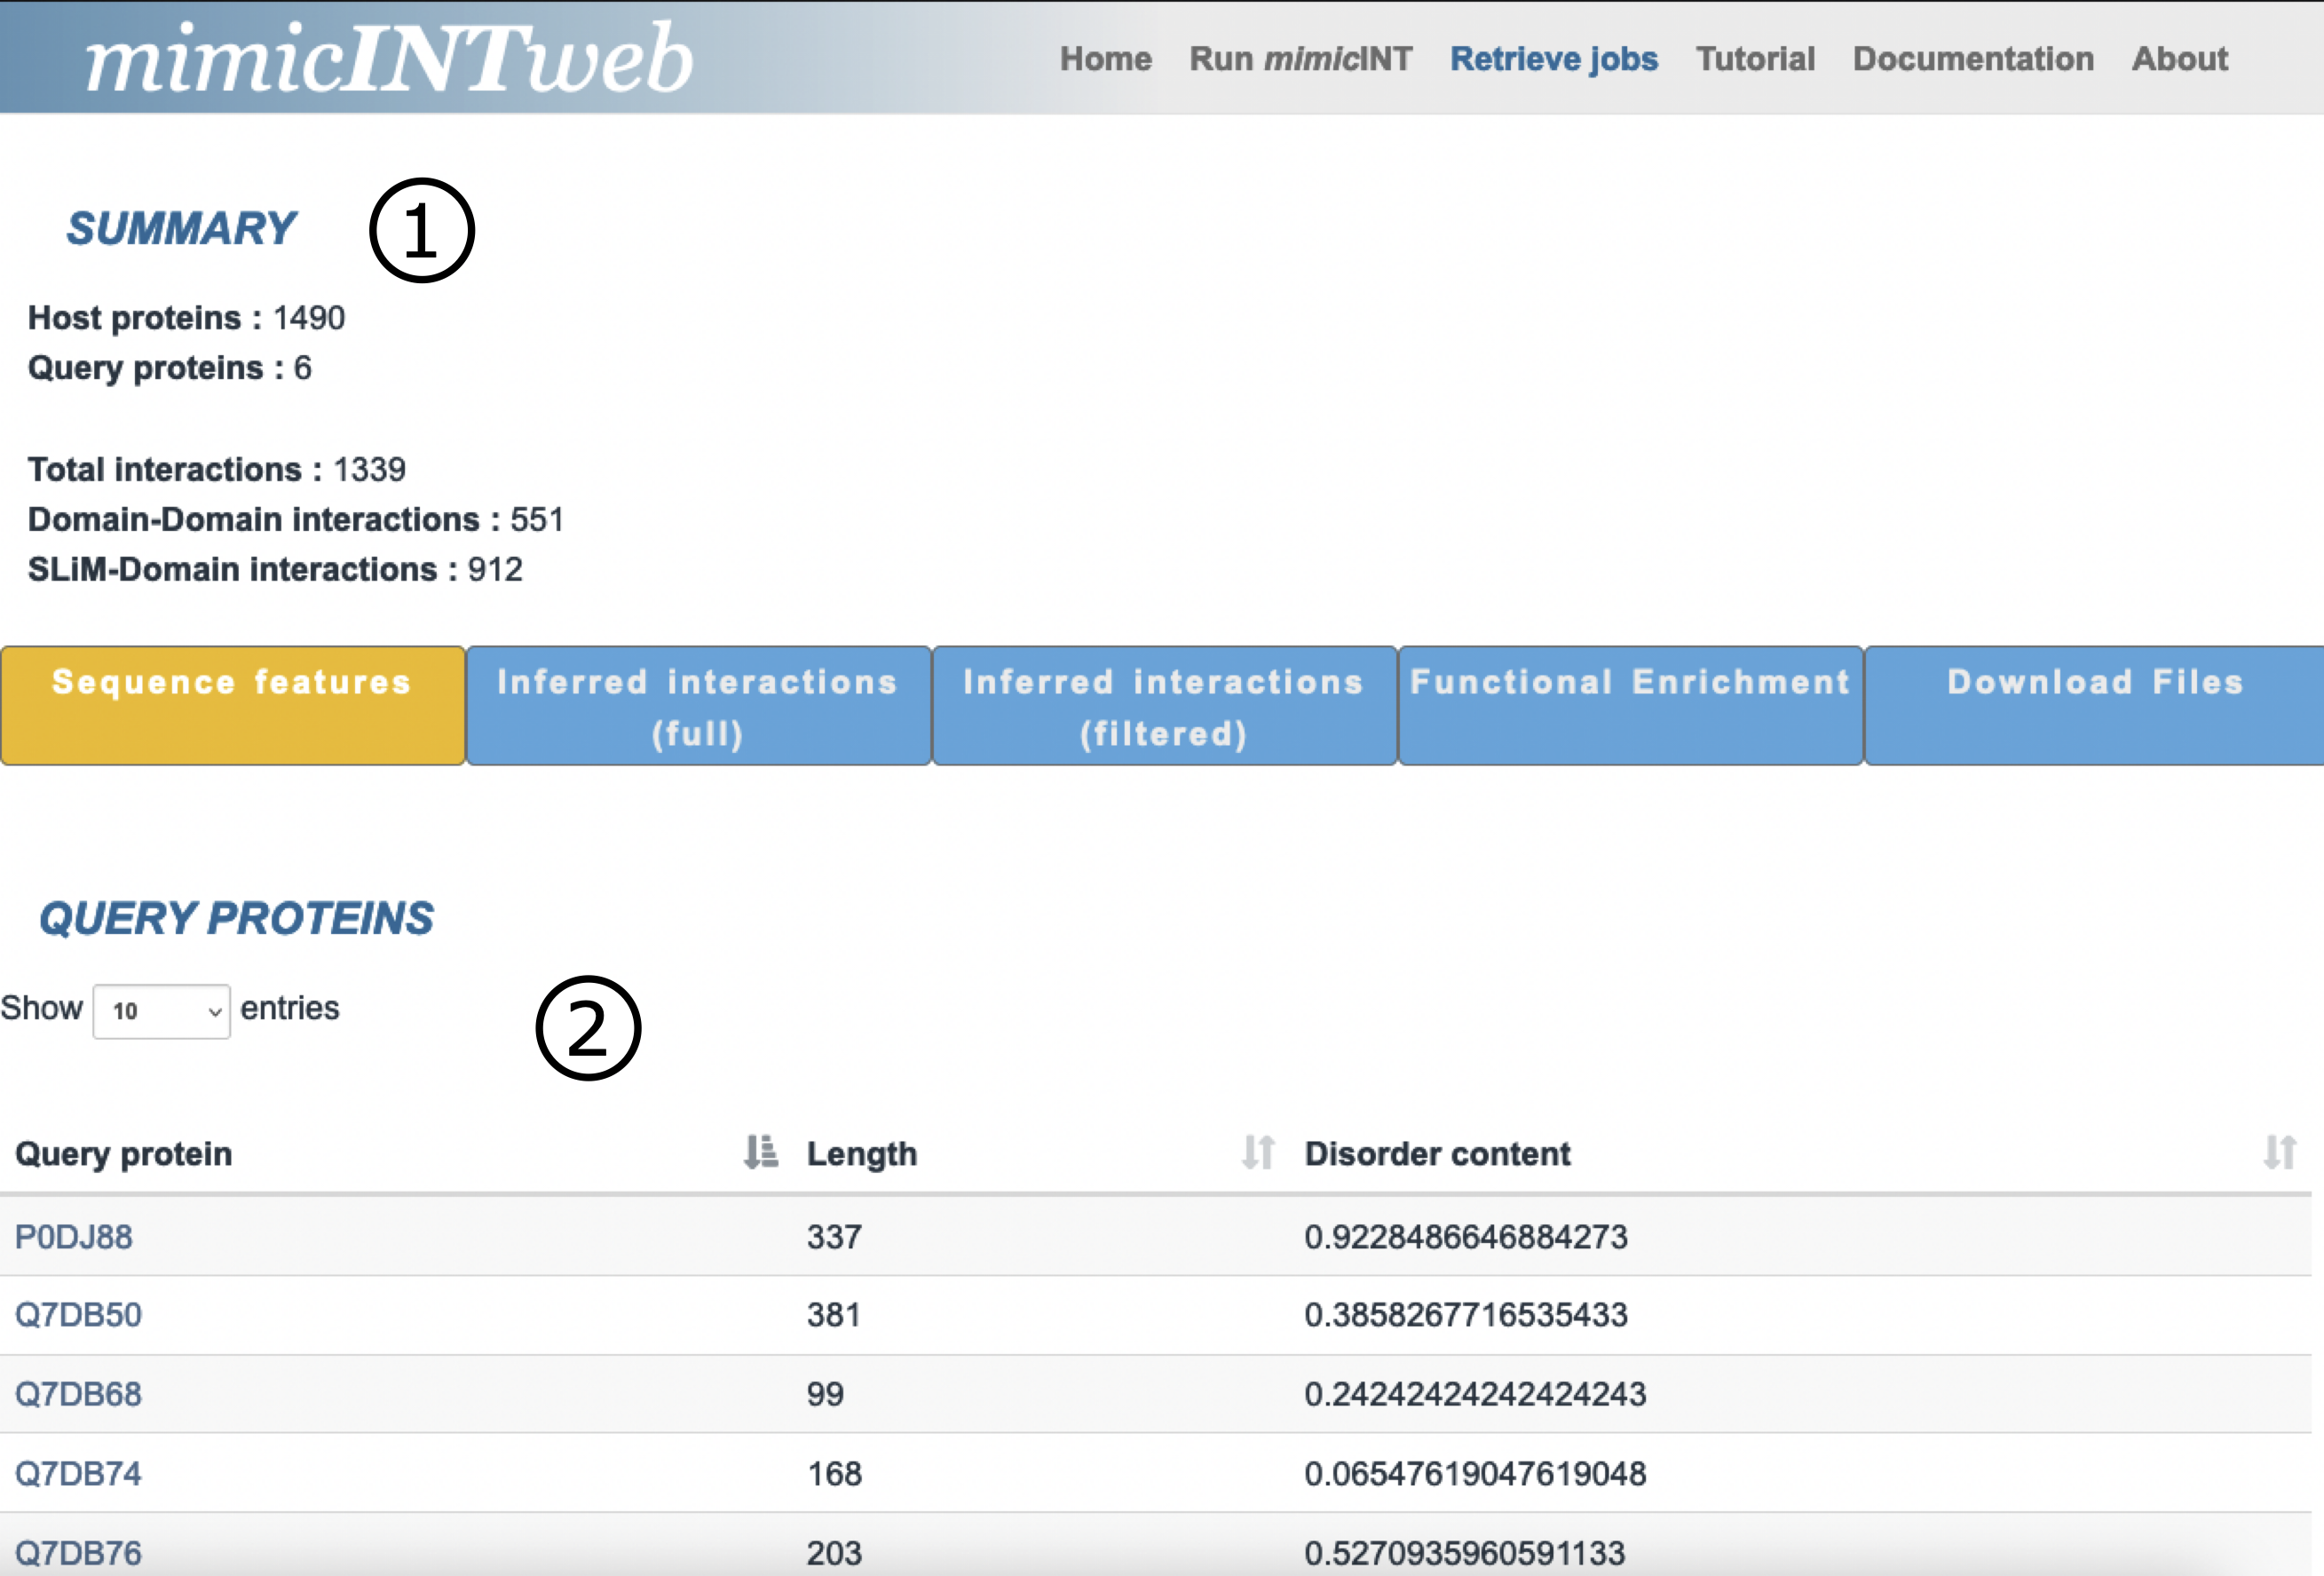 mimicINTweb
Home Run mimicINT Retrieve jobs Tutorial Documentation About
SUMMARY
1
Host proteins : 1490
Query proteins : 6
Total interactions : 1339
Domain-Domain interactions : 551
SLiM-Domain interactions : 912
Sequence features
Inferred interactions
(full)
Inferred interactions
(filtered)
Functional Enrichment
Download Files
QUERY PROTEINS
Show 10 entries
2
Query protein Length Disorder content
P0DJ88 337 0.9228486646884273
Q7DB50 381 0.3858267716535433
Q7DB68 99 0.24242424242424243
Q7DB74 168 0.06547619047619048
Q7DB76 203 0.5270935960591133